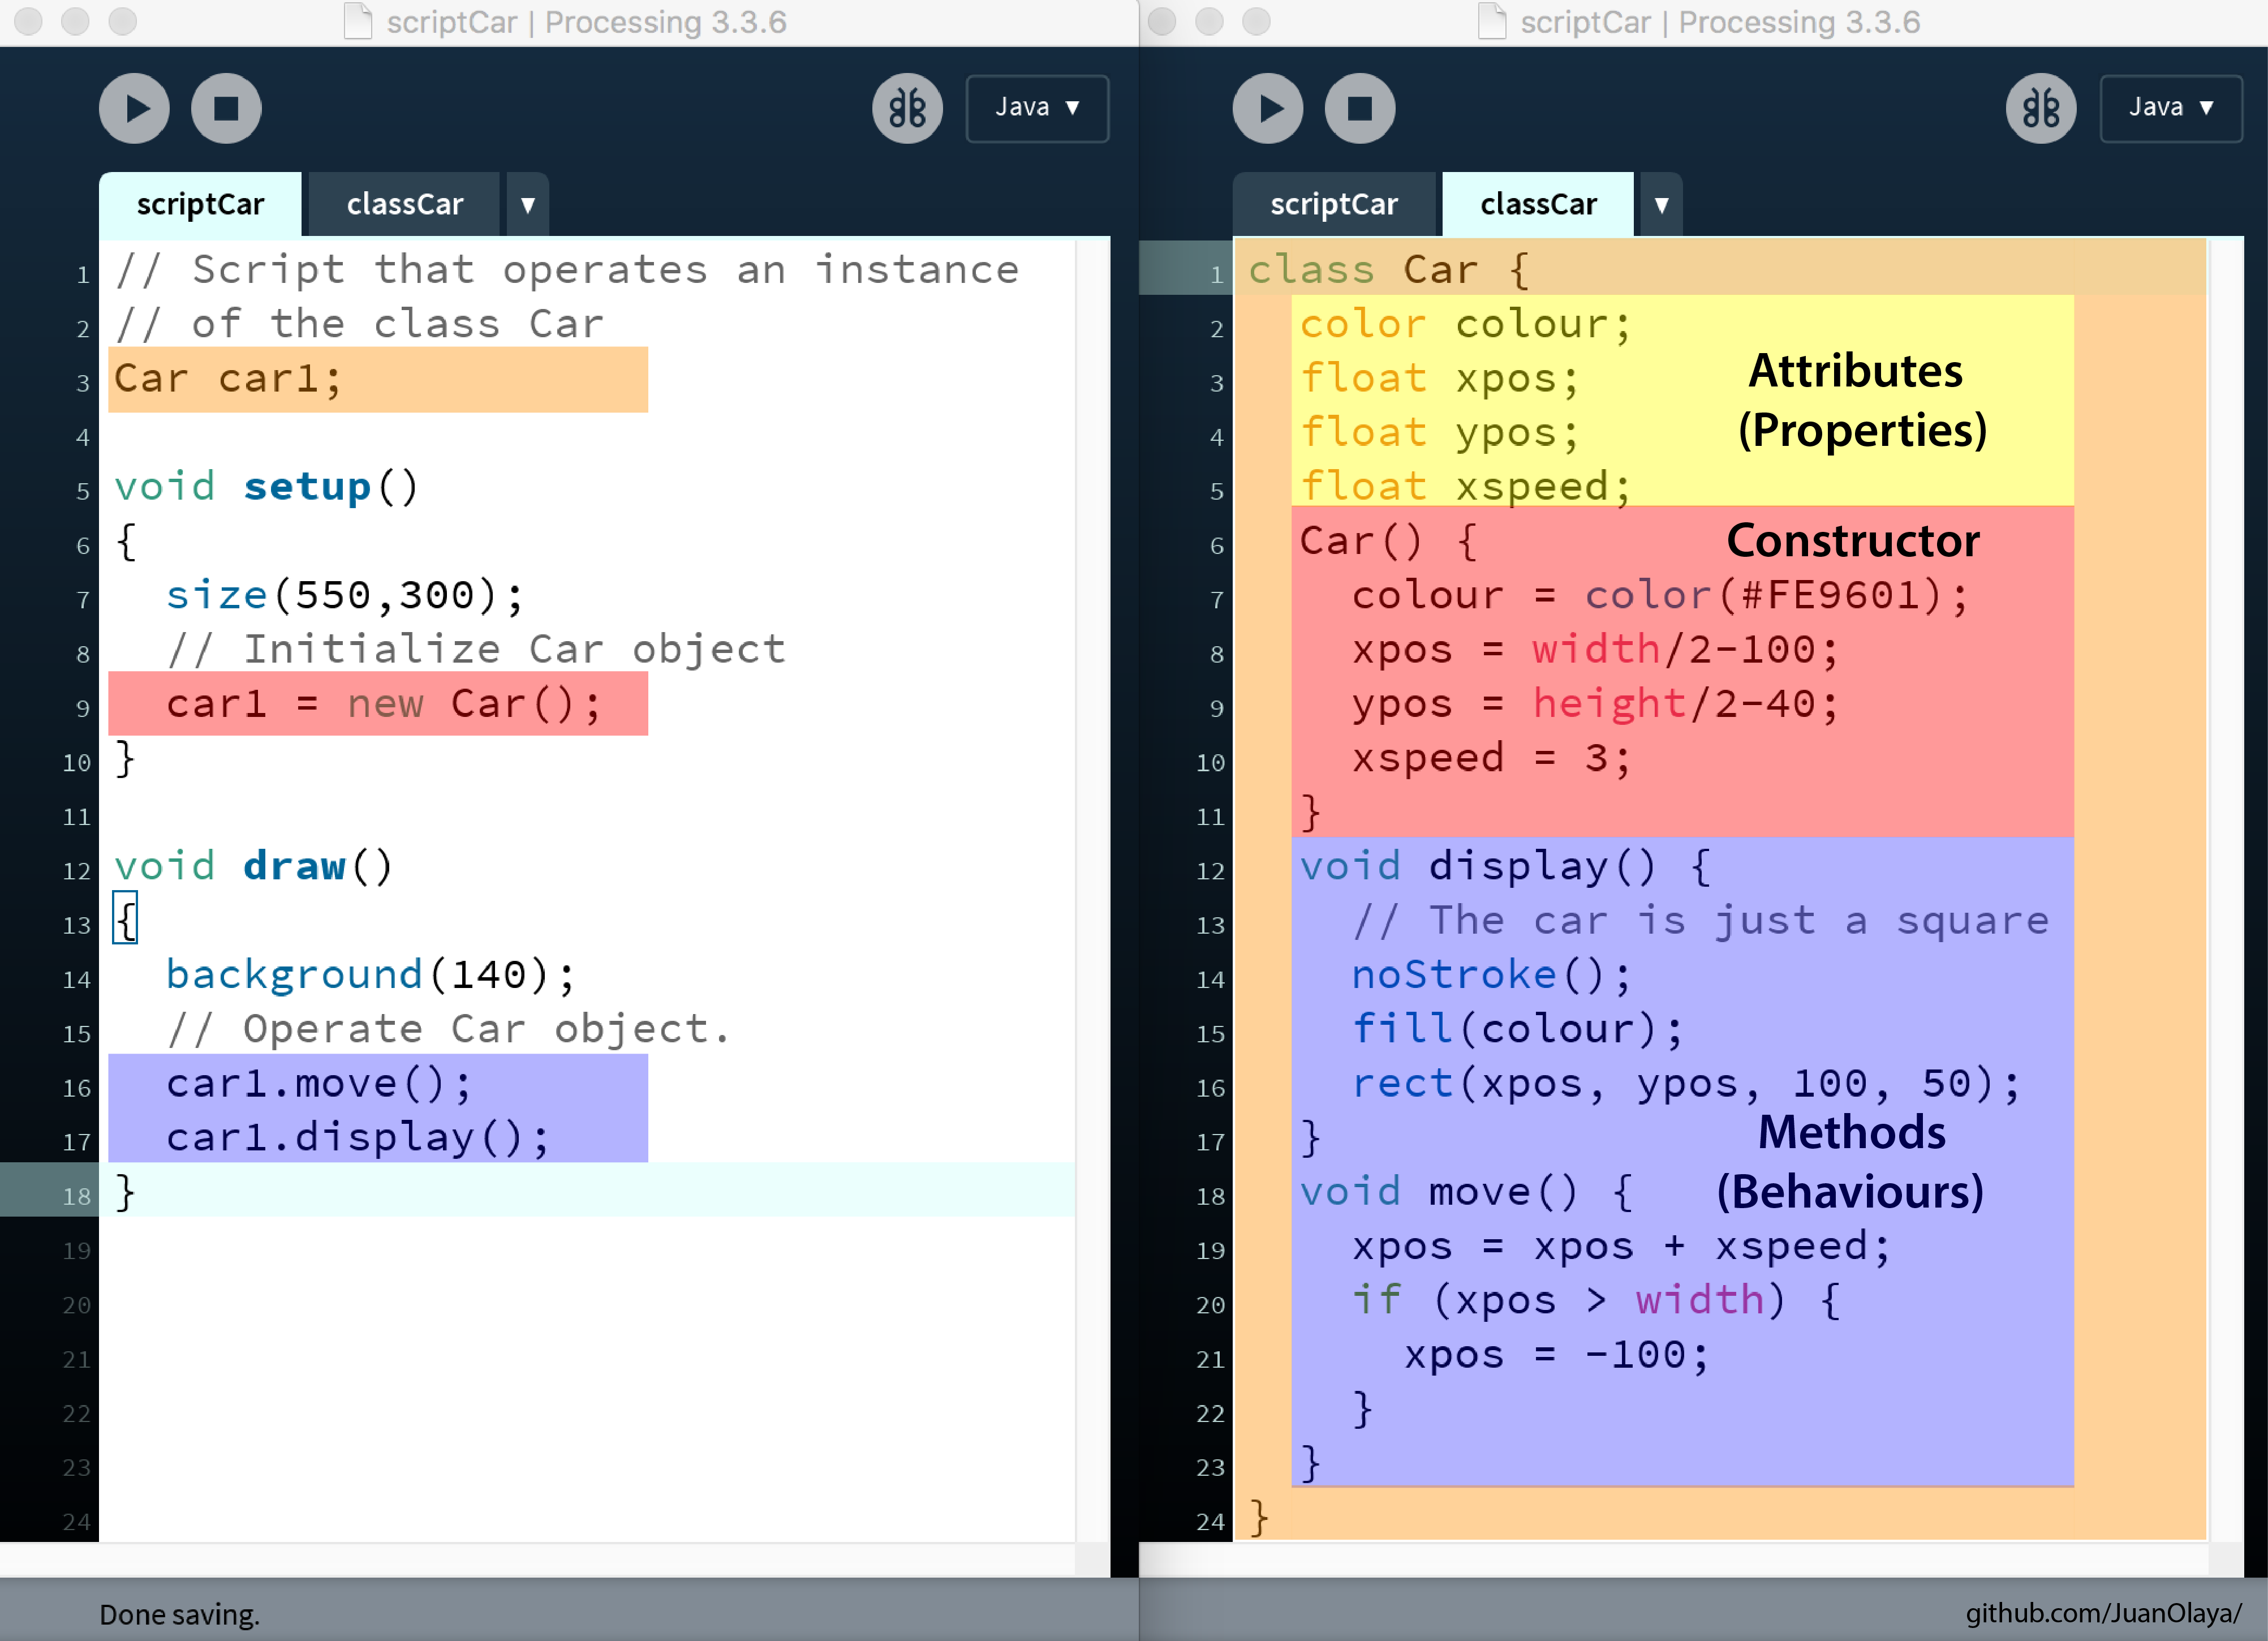 scriptCar | Processing 3.3.6
Java ▼
scriptCar classCar ▼
1 // Script that operates an instance
2 // of the class Car
3 Car car1;
4
5 void setup()
6 {
7 size(550,300);
8 // Initialize Car object
9 car1 = new Car();
10 }
11
12 void draw()
13 {
14 background(140);
15 // Operate Car object.
16 car1.move();
17 car1.display();
18 }
19
20
21
22
23
24
Done saving.
scriptCar | Processing 3.3.6
Java ▼
scriptCar classCar ▼
1 class Car {
2 color colour;
3 float xpos;
4 float ypos;
5 float xspeed;
Attributes
(Properties)
6 Car() {
Constructor
7 colour = color(#FE9601);
8 xpos = width/2-100;
9 ypos = height/2-40;
10 xspeed = 3;
11 }
12 void display() {
13 // The car is just a square
14 noStroke();
15 fill(colour);
16 rect(xpos, ypos, 100, 50);
17 }
Methods
(Behaviours)
18 void move() {
19 xpos = xpos + xspeed;
20 if (xpos > width) {
21 xpos = -100;
22 }
23 }
24 }
github.com/JuanOlaya/